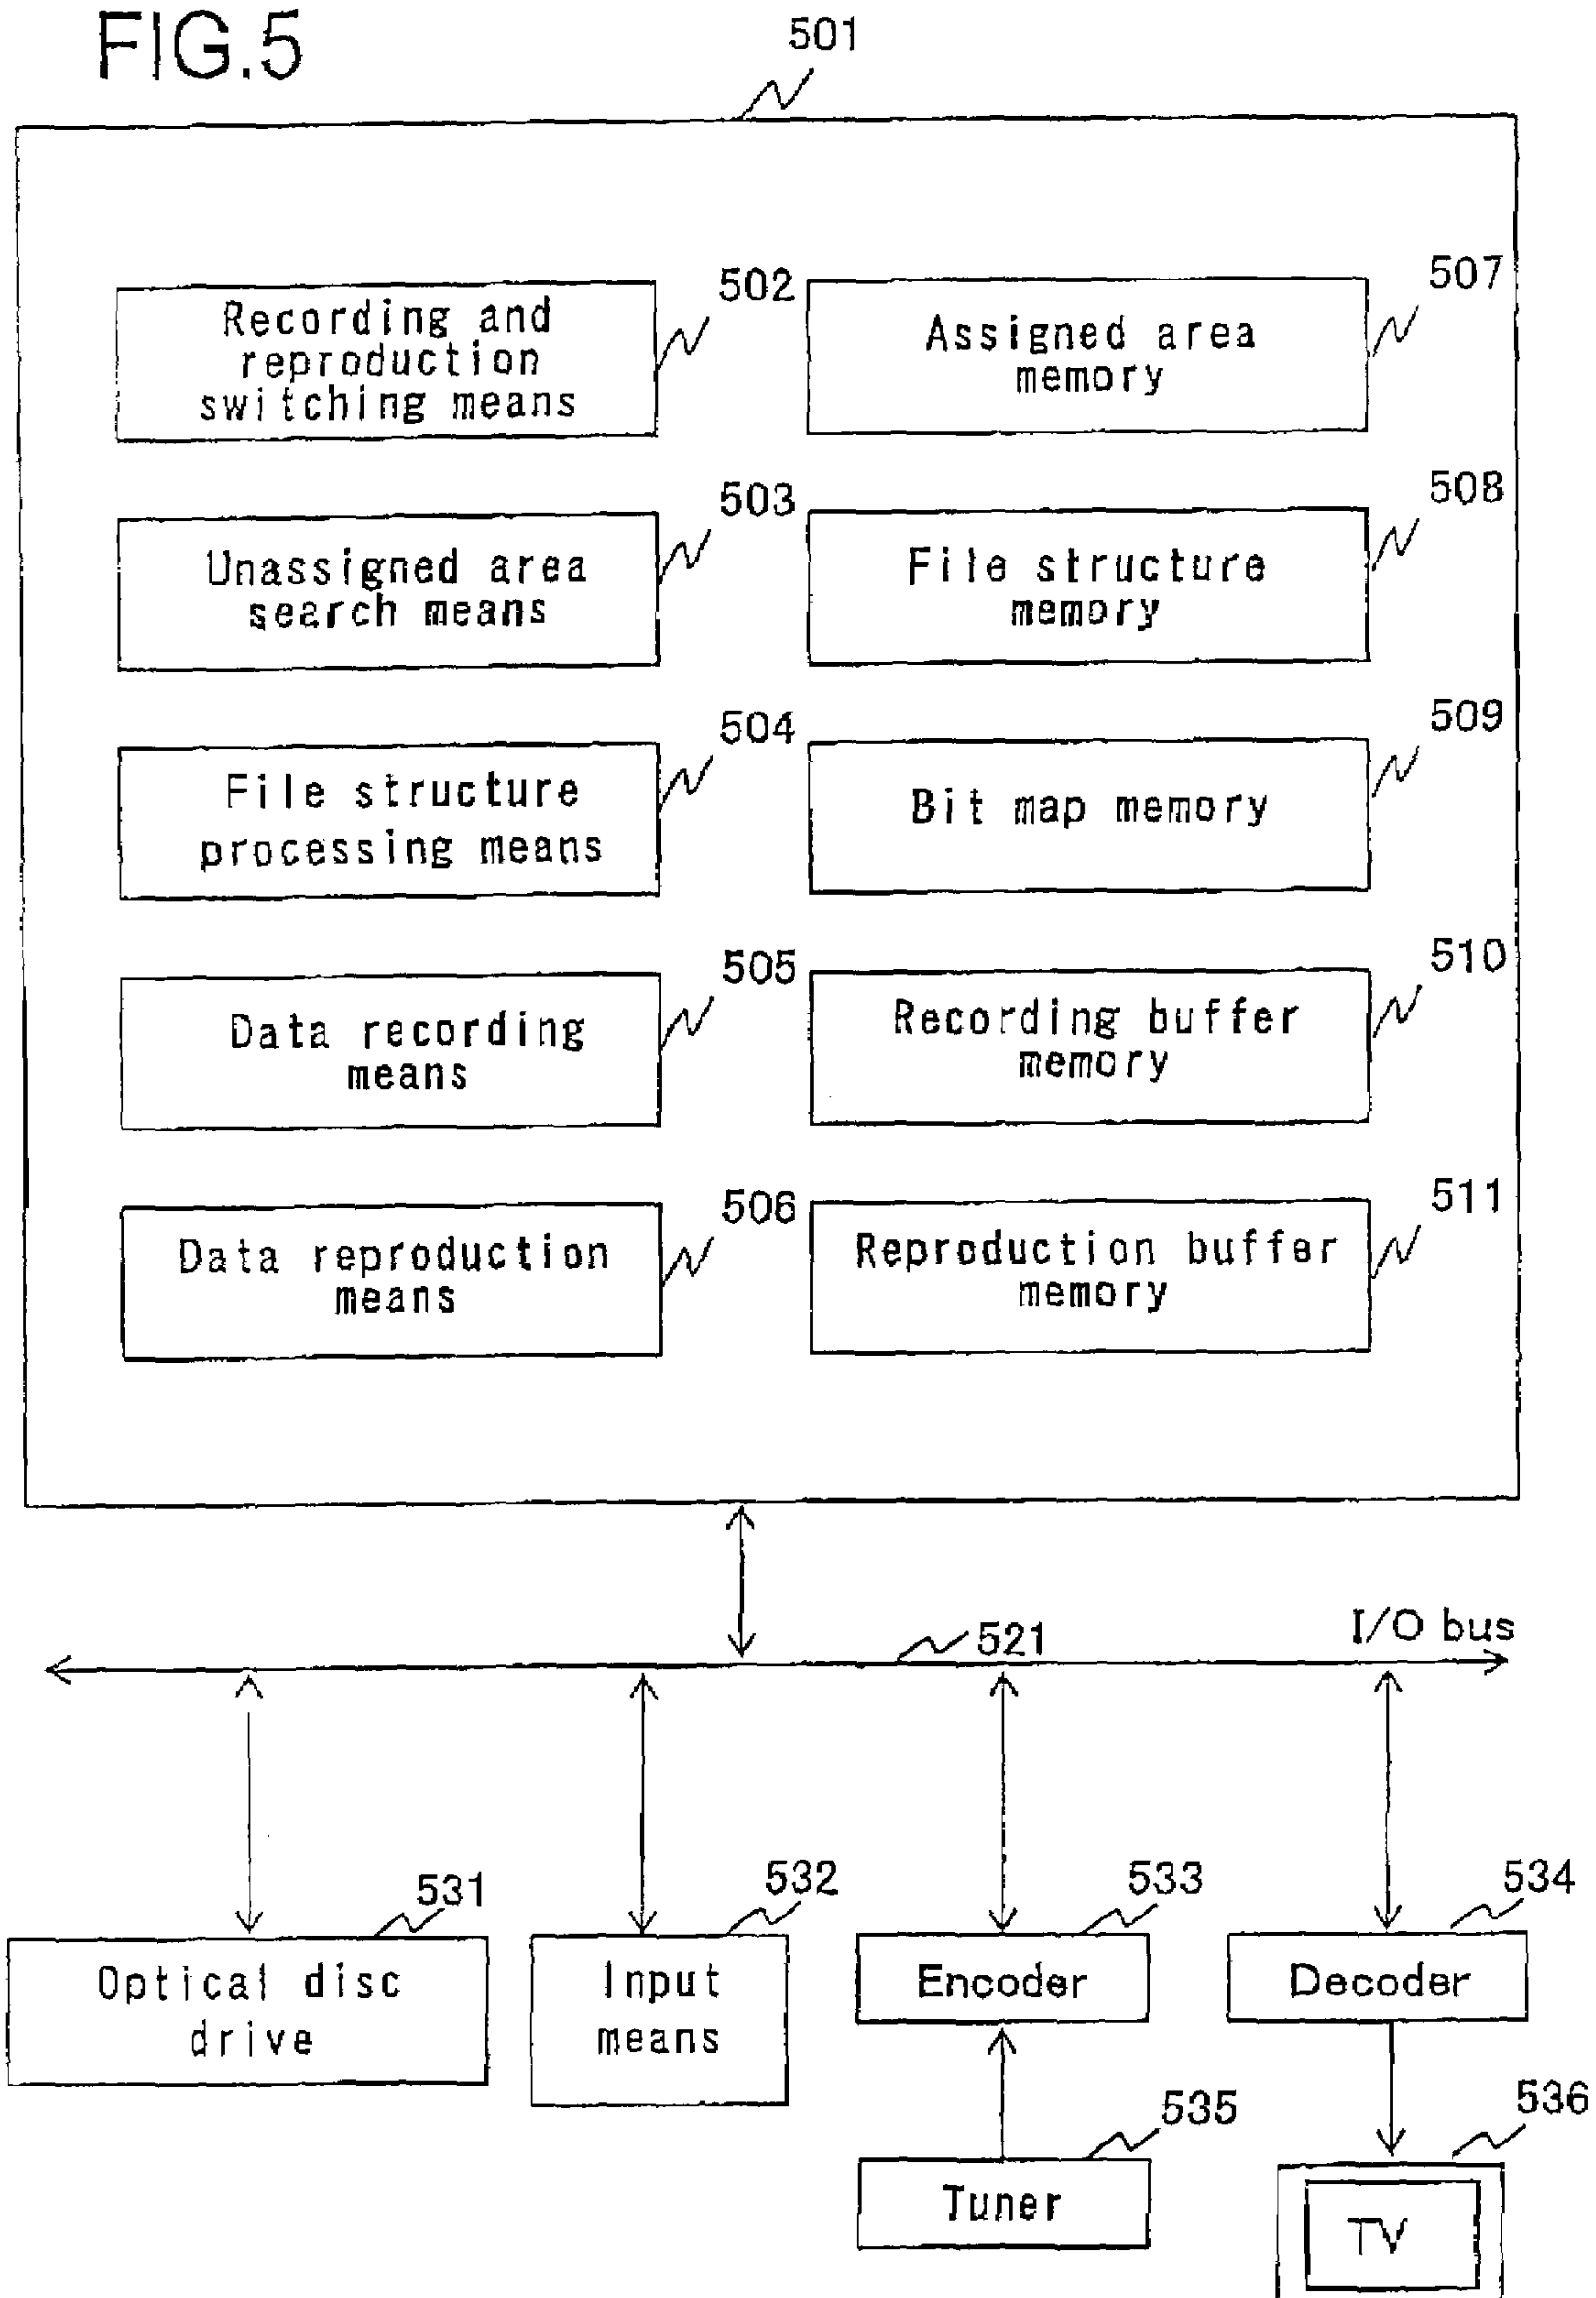 FIG.5
501
Recording and
reproduction
switching means
502
Assigned area
memory
507
Unassigned area
search means
503
File structure
memory
508
File structure
processing means
504
Bit map memory
509
Data recording
means
505
Recording buffer
memory
510
Data reproduction
means
506
Reproduction buffer
memory
511
521
I/O bus
531
Optical disc
drive
532
Input
means
533
Encoder
534
Decoder
535
Tuner
536
TV